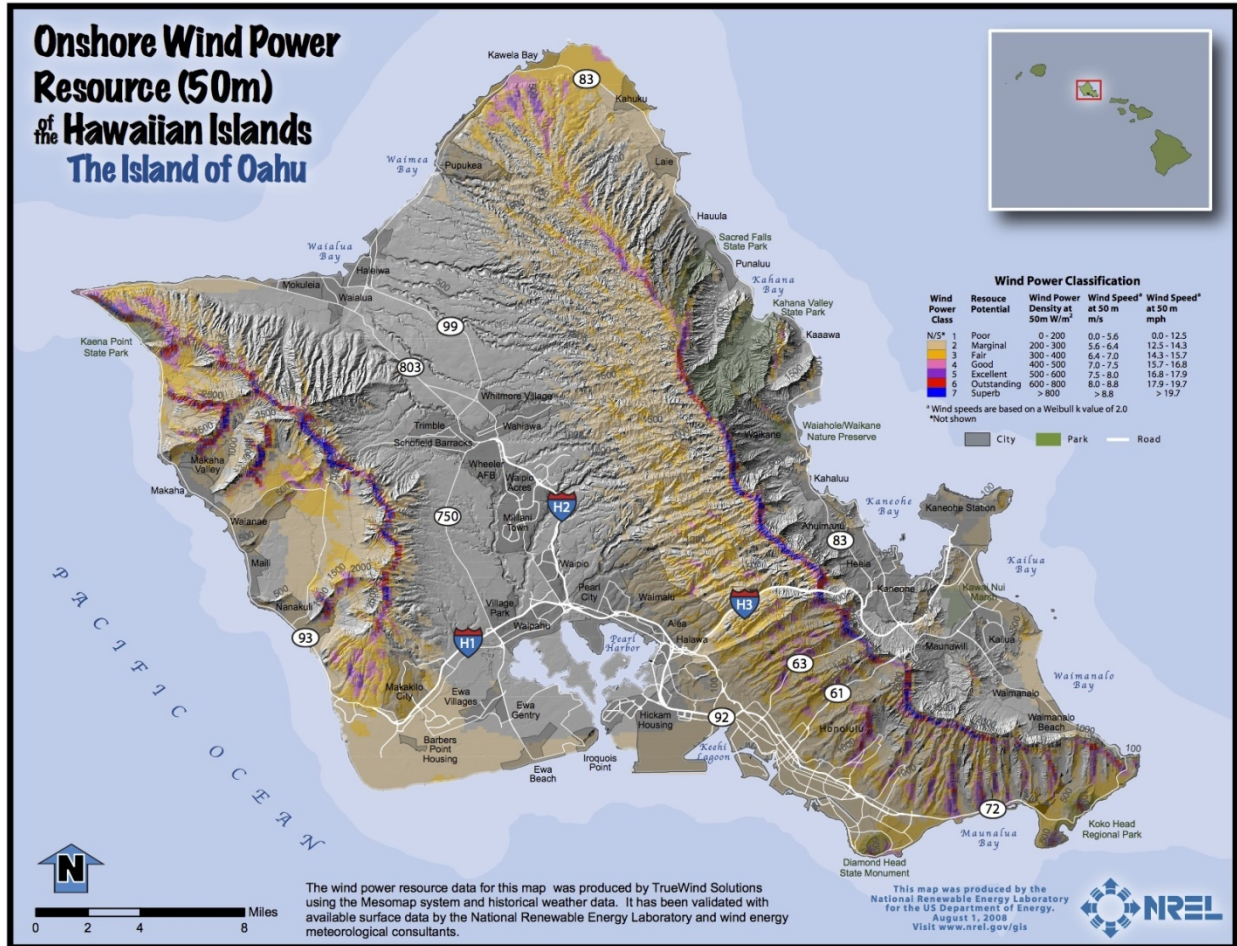 Onshore Wind Power
Resource (50m)
of the Hawaiian Islands
The Island of Oahu
Kawela Bay
83
Kahuku
Waimea Bay
Pupukea
Laie
500
Hauula
Sacred Falls State Park
Punaluu
Waialua Bay
Kahana Bay
Haleiwa
Mokuleia
Waialua
500
Kahana Valley State Park
99
Kaaawa
Kaena Point State Park
803
Whitmore Village
Trimble
Wahiawa
Schofield Barracks
Waiahole/Waikane Nature Preserve
Waikane
Makaha Valley
Wheeler AFB
Waipio Acres
Kahaluu
Makaha
Kaneohe Bay
Kaneohe Station
100
H2
750
Mililani Town
Waianae
Ahuimanu
83
Heeia
Kailua Bay
Maili
Waipio
Pearl City
Waimalu
H3
Kaneohe
Kawai Nui Marsh
Nanakuli
Village Park
Waipahu
Aiea
Halawa
Kailua
93
H1
Pearl Harbor
Maunawili
63
Waimanalo Bay
Makakilo City
Ewa Villages
Ewa Gentry
61
Waimanalo
Hickam Housing
92
Honolulu
Waimanalo Beach
Barbers Point Housing
Keehi Lagoon
Iroquois Point
Ewa Beach
100
72
Maunalua Bay
Koko Head Regional Park
Diamond Head State Monument
PACIFIC OCEAN
Wind Power Classification
Wind Power Class Resource Potential Wind Power Density at 50m W/m² Wind Speedª at 50 m m/s Wind Speedª at 50 m mph
N/S* 1 Poor 0 - 200 0.0 - 5.6 0.0 - 12.5
2 Marginal 200 - 300 5.6 - 6.4 12.5 - 14.3
3 Fair 300 - 400 6.4 - 7.0 14.3 - 15.7
4 Good 400 - 500 7.0 - 7.5 15.7 - 16.8
5 Excellent 500 - 600 7.5 - 8.0 16.8 - 17.9
6 Outstanding 600 - 800 8.0 - 8.8 17.9 - 19.7
7 Superb > 800 > 8.8 > 19.7
ª Wind speeds are based on a Weibull k value of 2.0
*Not shown
City Park Road
N
0 2 4 8 Miles
The wind power resource data for this map was produced by TrueWind Solutions
using the Mesomap system and historical weather data. It has been validated with
available surface data by the National Renewable Energy Laboratory and wind energy
meteorological consultants.
This map was produced by the
National Renewable Energy Laboratory
for the US Department of Energy.
August 1, 2008
Visit www.nrel.gov/gis
NREL